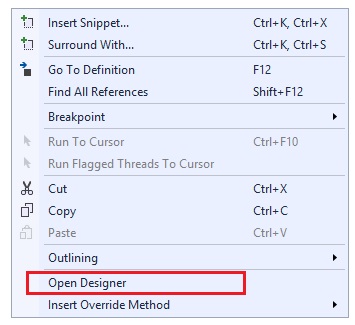 Insert Snippet... Ctrl+K, Ctrl+X
Surround With... Ctrl+K, Ctrl+S
Go To Definition F12
Find All References Shift+F12
Breakpoint
Run To Cursor Ctrl+F10
Run Flagged Threads To Cursor
Cut Ctrl+X
Copy Ctrl+C
Paste Ctrl+V
Outlining
Open Designer
Insert Override Method